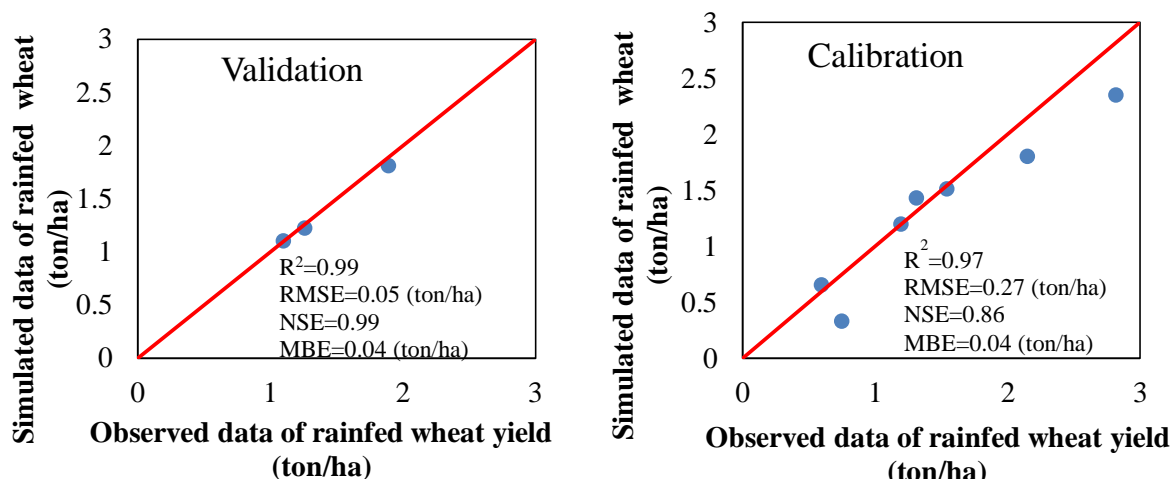 Simulated data of rainfed wheat
(ton/ha)
3
2.5
2
1.5
1
0.5
0
Validation
R²=0.99
RMSE=0.05 (ton/ha)
NSE=0.99
MBE=0.04 (ton/ha)
0 1 2 3
Observed data of rainfed wheat yield
(ton/ha)
Simulated data of rainfed wheat
(ton/ha)
3
2.5
2
1.5
1
0.5
0
Calibration
R²=0.97
RMSE=0.27 (ton/ha)
NSE=0.86
MBE=0.04 (ton/ha)
0 1 2 3
Observed data of rainfed wheat yield
(ton/ha)